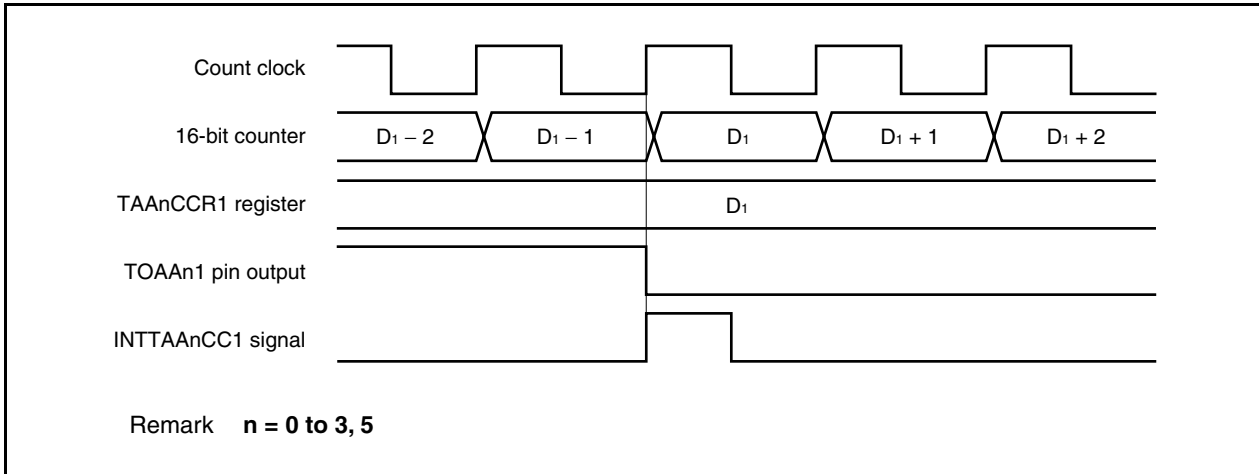 Count clock
16-bit counter D₁ − 2 D₁ − 1 D₁ D₁ + 1 D₁ + 2
TAAnCCR1 register D₁
TOAAn1 pin output
INTTAAnCC1 signal
Remark n = 0 to 3, 5